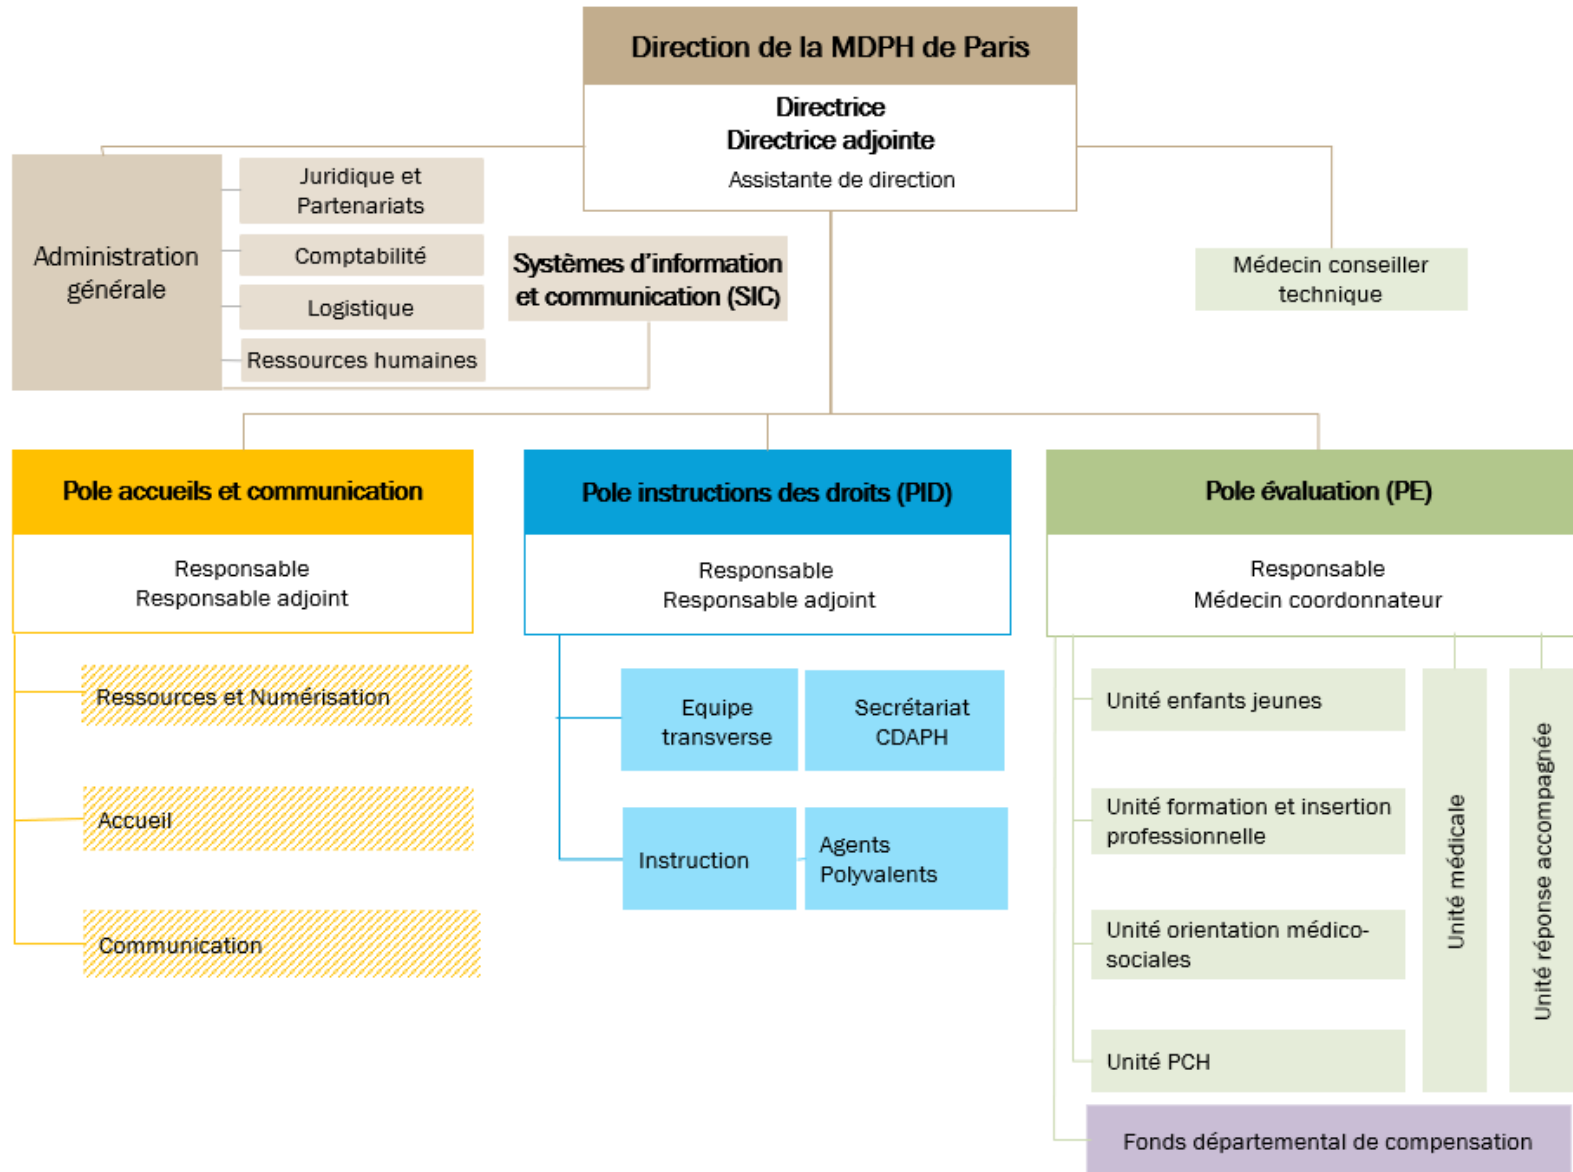 Direction de la MDPH de Paris
Directrice
Directrice adjointe
Assistante de direction
Administration
générale
Juridique et
Partenariats
Comptabilité
Logistique
Ressources humaines
Systèmes d'information
et communication (SIC)
Médecin conseiller
technique
Pole accueils et communication
Responsable
Responsable adjoint
Ressources et Numérisation
Accueil
Communication
Pole instructions des droits (PID)
Responsable
Responsable adjoint
Equipe
transverse
Secrétariat
CDAPH
Instruction
Agents
Polyvalents
Pole évaluation (PE)
Responsable
Médecin coordonnateur
Unité enfants jeunes
Unité formation et insertion
professionnelle
Unité orientation médico-
sociales
Unité PCH
Unité médicale
Unité réponse accompagnée
Fonds départemental de compensation